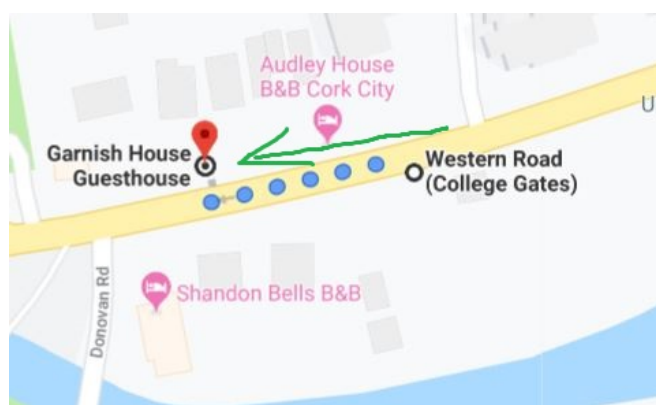 Audley House
B&B Cork City
U
Garnish House
Guesthouse
Western Road
(College Gates)
Shandon Bells B&B
Donovan Rd